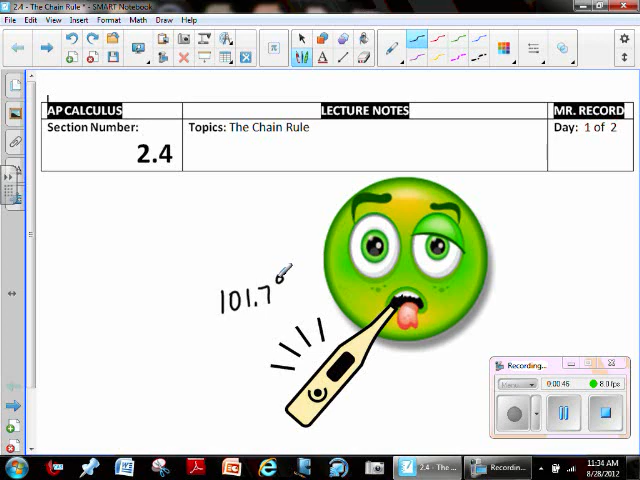 2.4 - The Chain Rule * - SMART Notebook
File Edit View Insert Format Math Draw Help
AP CALCULUS LECTURE NOTES MR. RECORD
Section Number: Topics: The Chain Rule Day: 1 of 2
2.4
101.7°
Recording...
Menu 0:00:46 8.0 fps
2.4 - The ... Recordin...
11:34 AM
8/28/2012